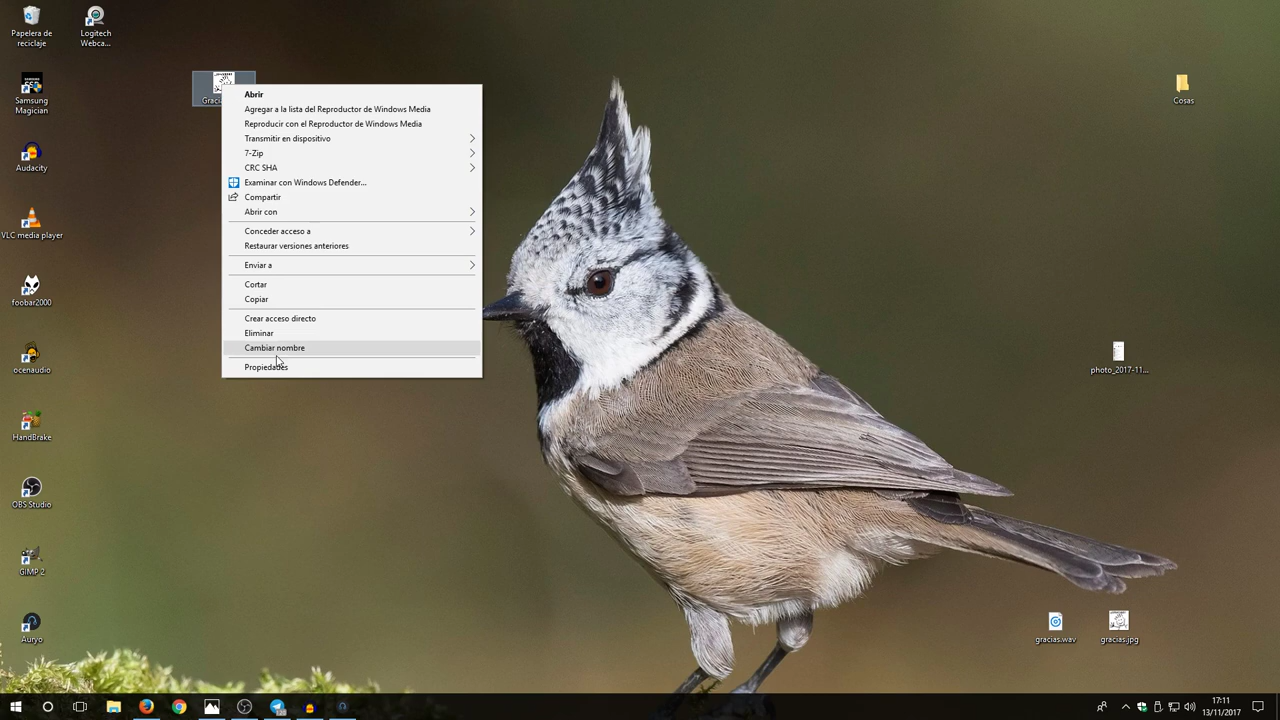 Papelera de
reciclaje
Logitech
Webca...
Samsung
Magician
Audacity
VLC media player
foobar2000
ocenaudio
HandBrake
OBS Studio
GIMP 2
Auryo
Abrir
Agregar a la lista del Reproductor de Windows Media
Reproducir con el Reproductor de Windows Media
Transmitir en dispositivo
7-Zip
CRC SHA
Examinar con Windows Defender...
Compartir
Abrir con
Conceder acceso a
Restaurar versiones anteriores
Enviar a
Cortar
Copiar
Crear acceso directo
Eliminar
Cambiar nombre
Propiedades
Cosas
photo_2017-11...
gracias.wav
gracias.jpg
17:11
13/11/2017